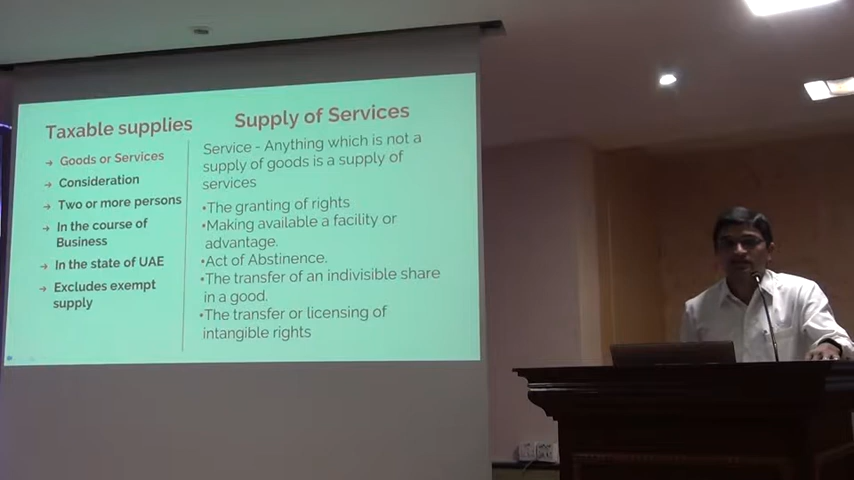 Taxable supplies
→ Goods or Services
→ Consideration
→ Two or more persons
→ In the course of
Business
→ In the state of UAE
→ Excludes exempt
supply
Supply of Services
Service - Anything which is not a
supply of goods is a supply of
services
•The granting of rights
•Making available a facility or
advantage.
•Act of Abstinence.
•The transfer of an indivisible share
in a good.
•The transfer or licensing of
intangible rights